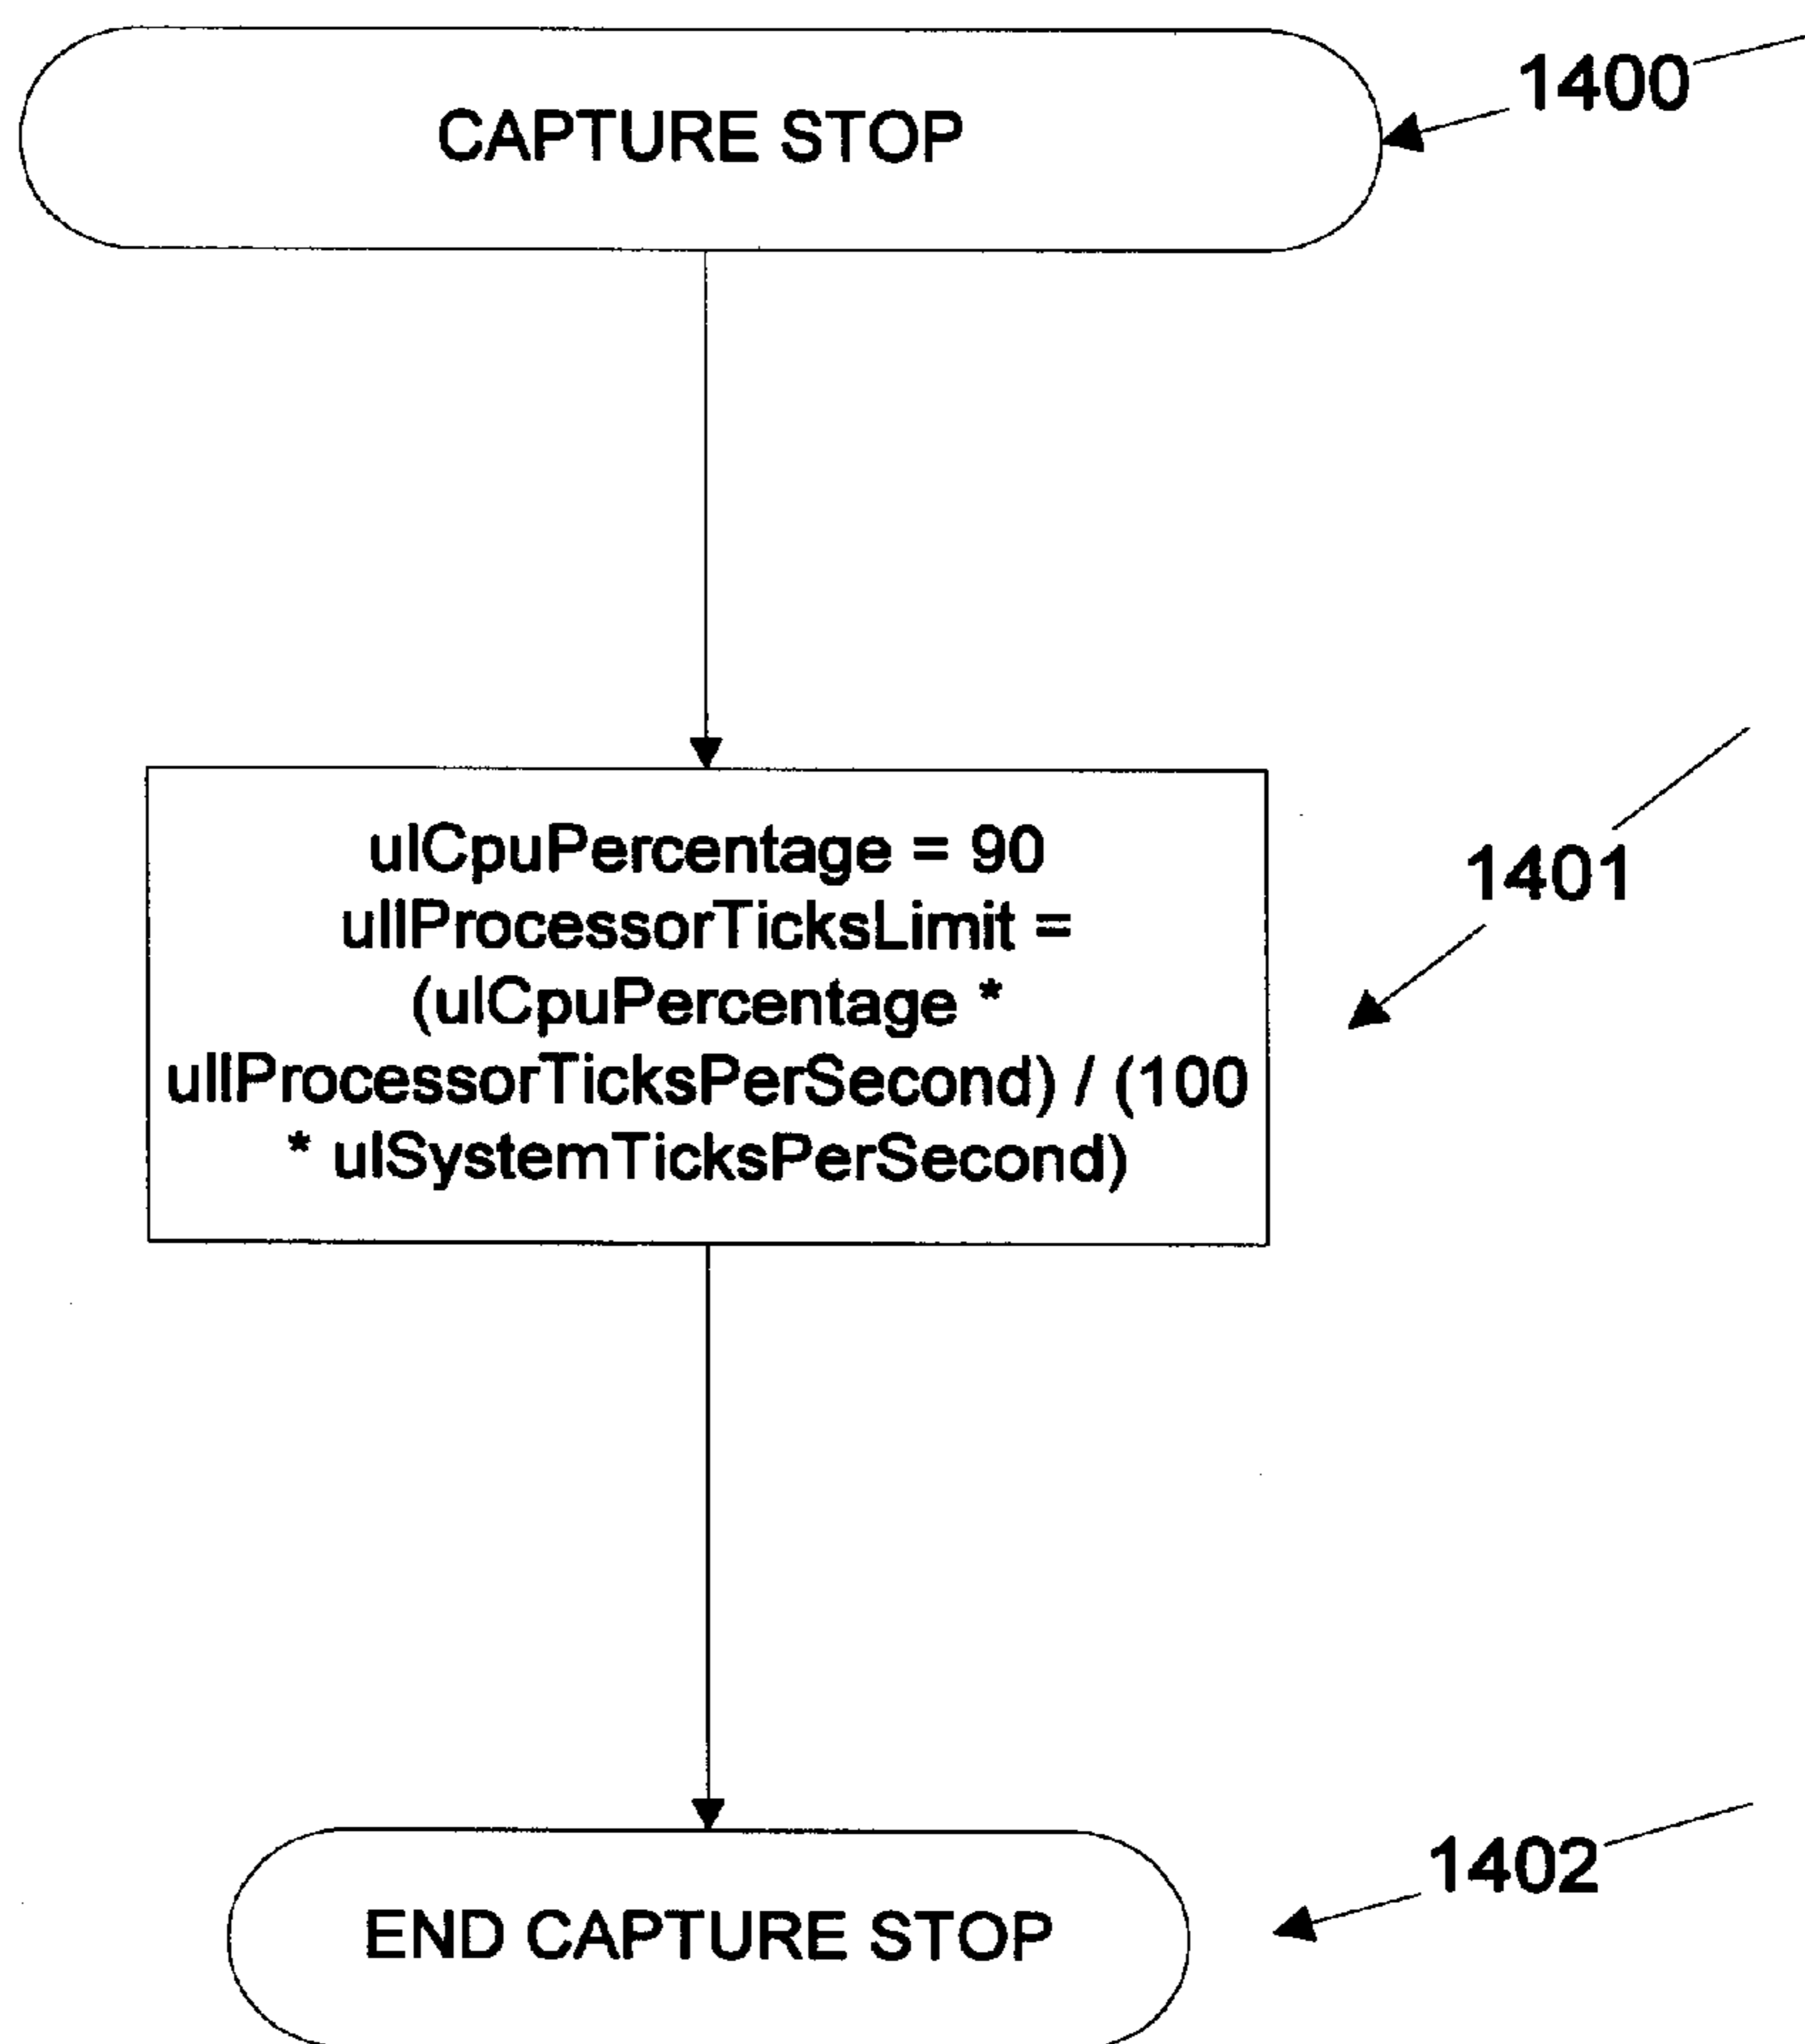 CAPTURE STOP
1400
ulCpuPercentage = 90
ullProcessorTicksLimit =
(ulCpuPercentage *
ullProcessorTicksPerSecond) / (100
* ulSystemTicksPerSecond)
1401
END CAPTURE STOP
1402